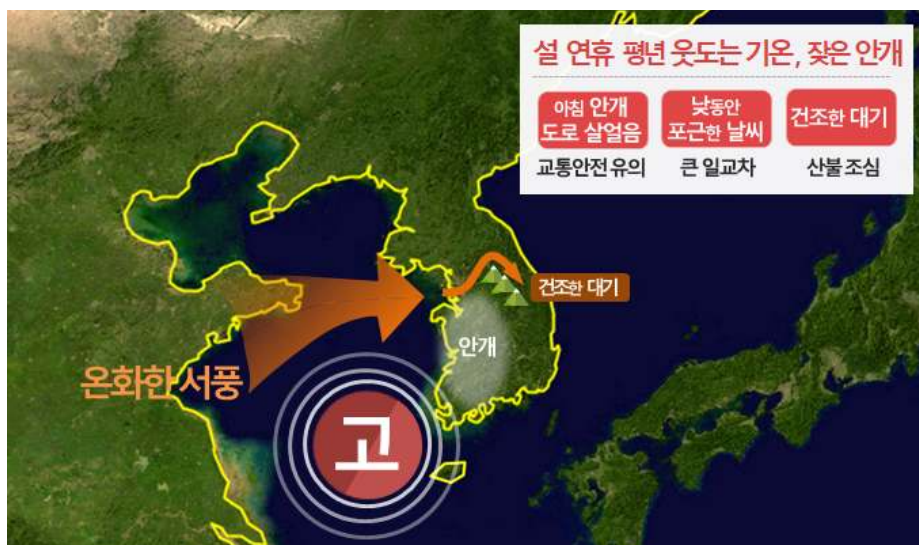 설 연휴 평년 웃도는 기온, 잦은 안개
아침 안개
도로 살얼음
교통안전 유의
낮동안
포근한 날씨
큰 일교차
건조한 대기
산불 조심
건조한 대기
안개
온화한 서풍
고